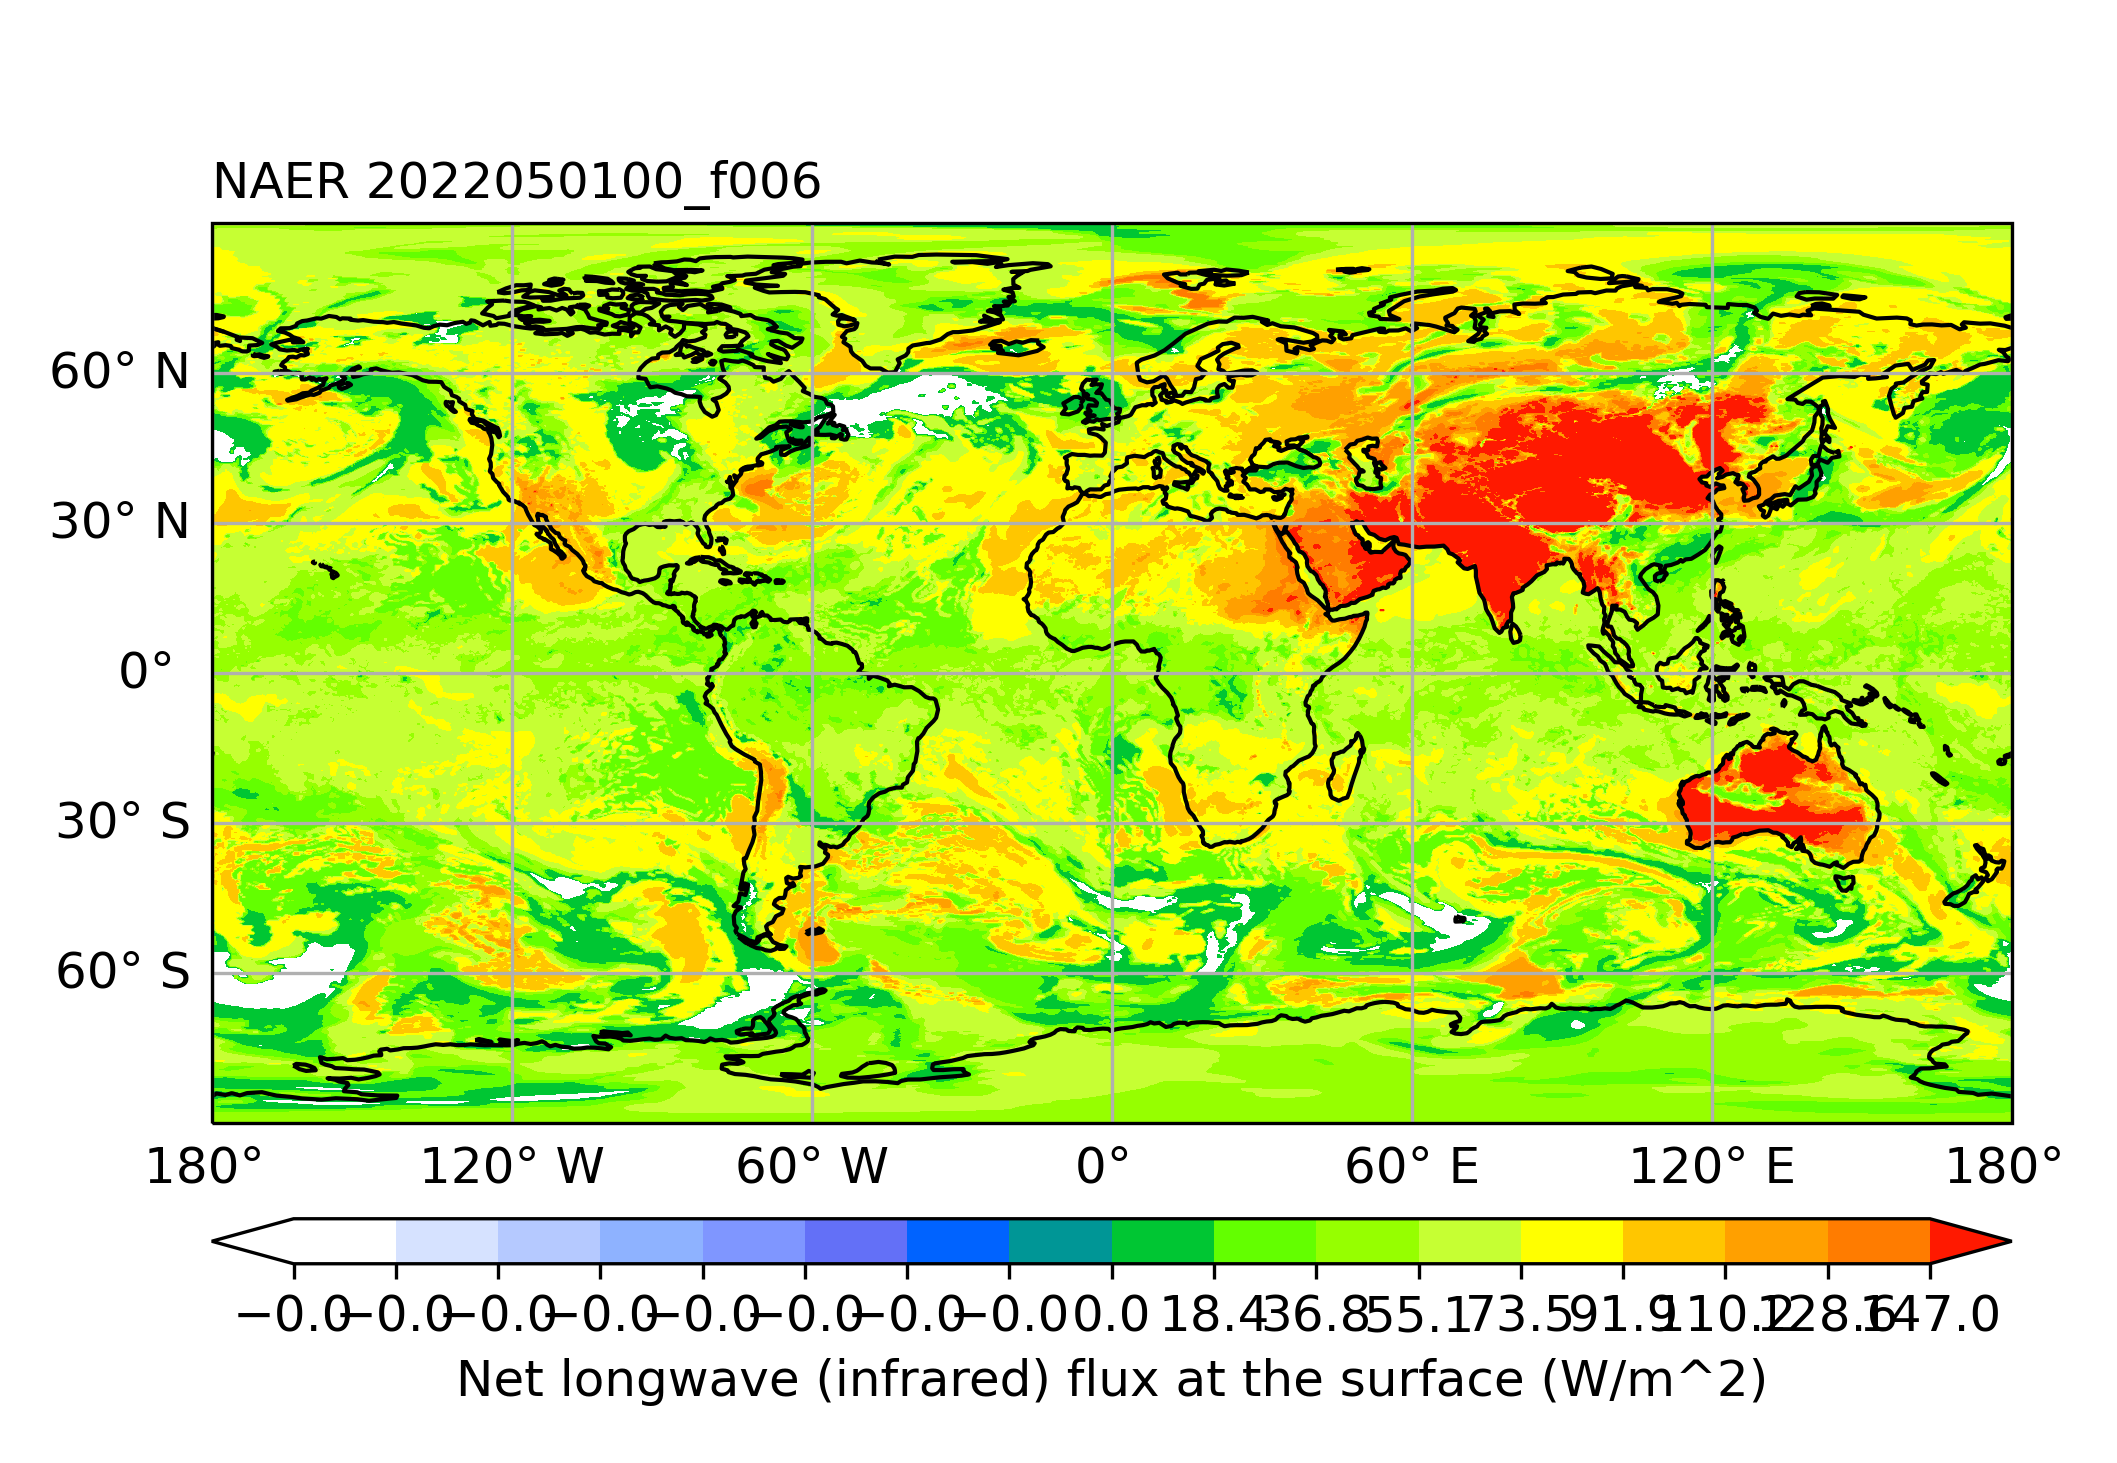 NAER 2022050100_f006
60° N
30° N
0°
30° S
60° S
180° 120° W 60° W 0° 60° E 120° E 180°
−0.0 −0.0 −0.0 −0.0 −0.0 −0.0 −0.0 −0.0 0.0 18.4 36.8 55.1 73.5 91.9 110.2 128.6 147.0
Net longwave (infrared) flux at the surface (W/m^2)